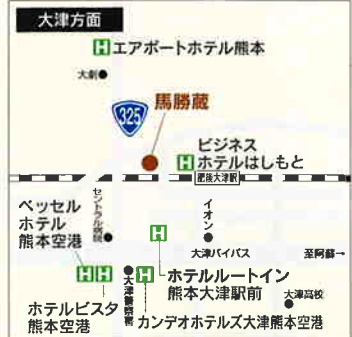 大津方面
H エアポートホテル熊本
大劇
325
馬勝蔵
H ビジネス
ホテルはしもと
肥後大津駅
ベッセル
ホテル
熊本空港
セントラル病院
イオン
H
大津バイパス
至阿蘇→
H H
大津警察署
H
ホテルルートイン
熊本大津駅前
大津高校
ホテルビスタ
熊本空港
カンデオホテルズ大津熊本空港